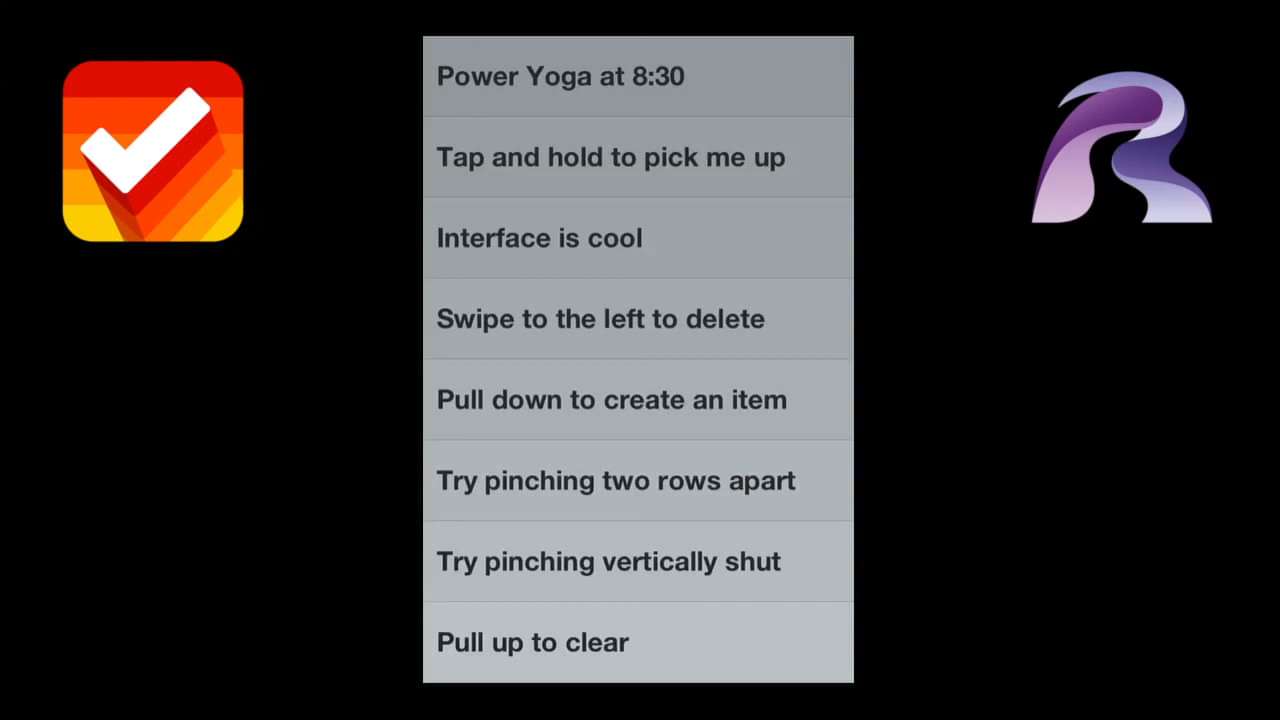 Power Yoga at 8:30
Tap and hold to pick me up
Interface is cool
Swipe to the left to delete
Pull down to create an item
Try pinching two rows apart
Try pinching vertically shut
Pull up to clear